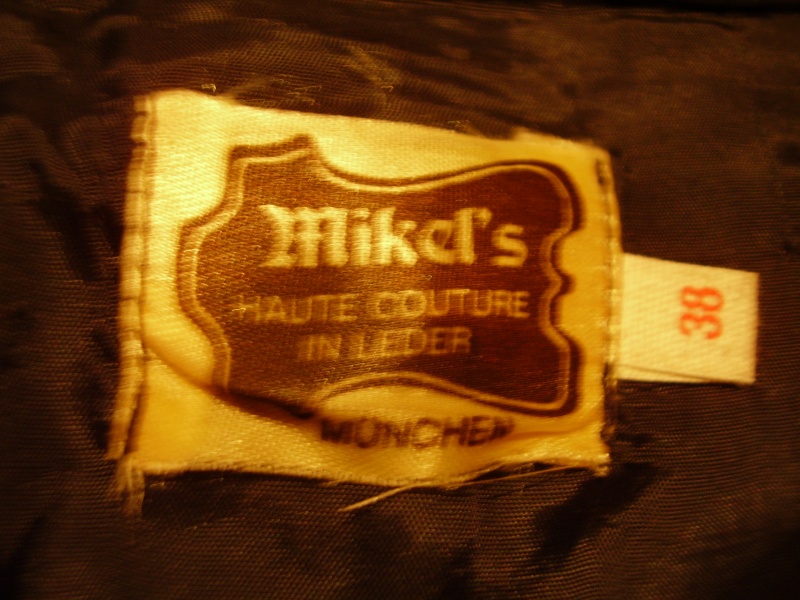 Mikel's
HAUTE COUTURE
IN LEDER
MÜNCHEN
38